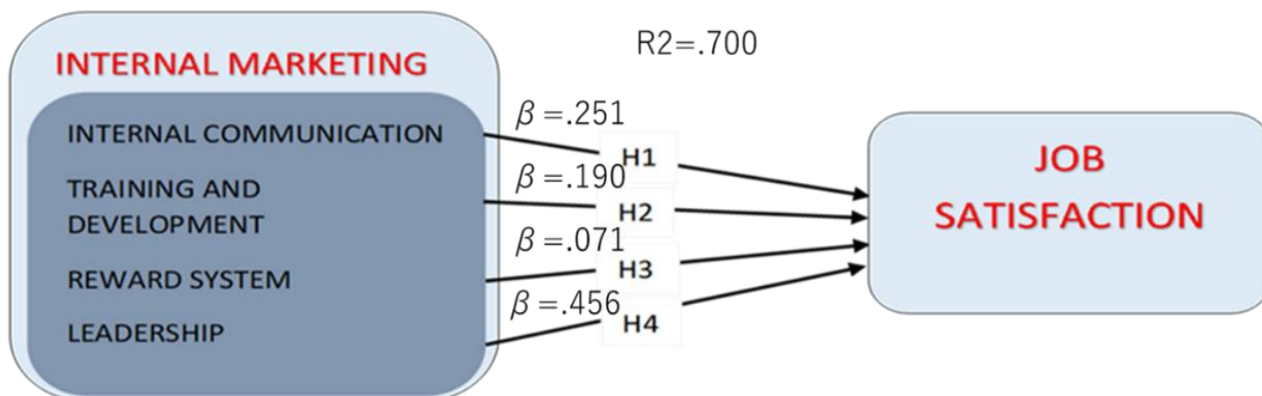 R2=.700
INTERNAL MARKETING
INTERNAL COMMUNICATION
TRAINING AND
DEVELOPMENT
REWARD SYSTEM
LEADERSHIP
β=.251
H1
β=.190
H2
β=.071
H3
β=.456
H4
JOB
SATISFACTION